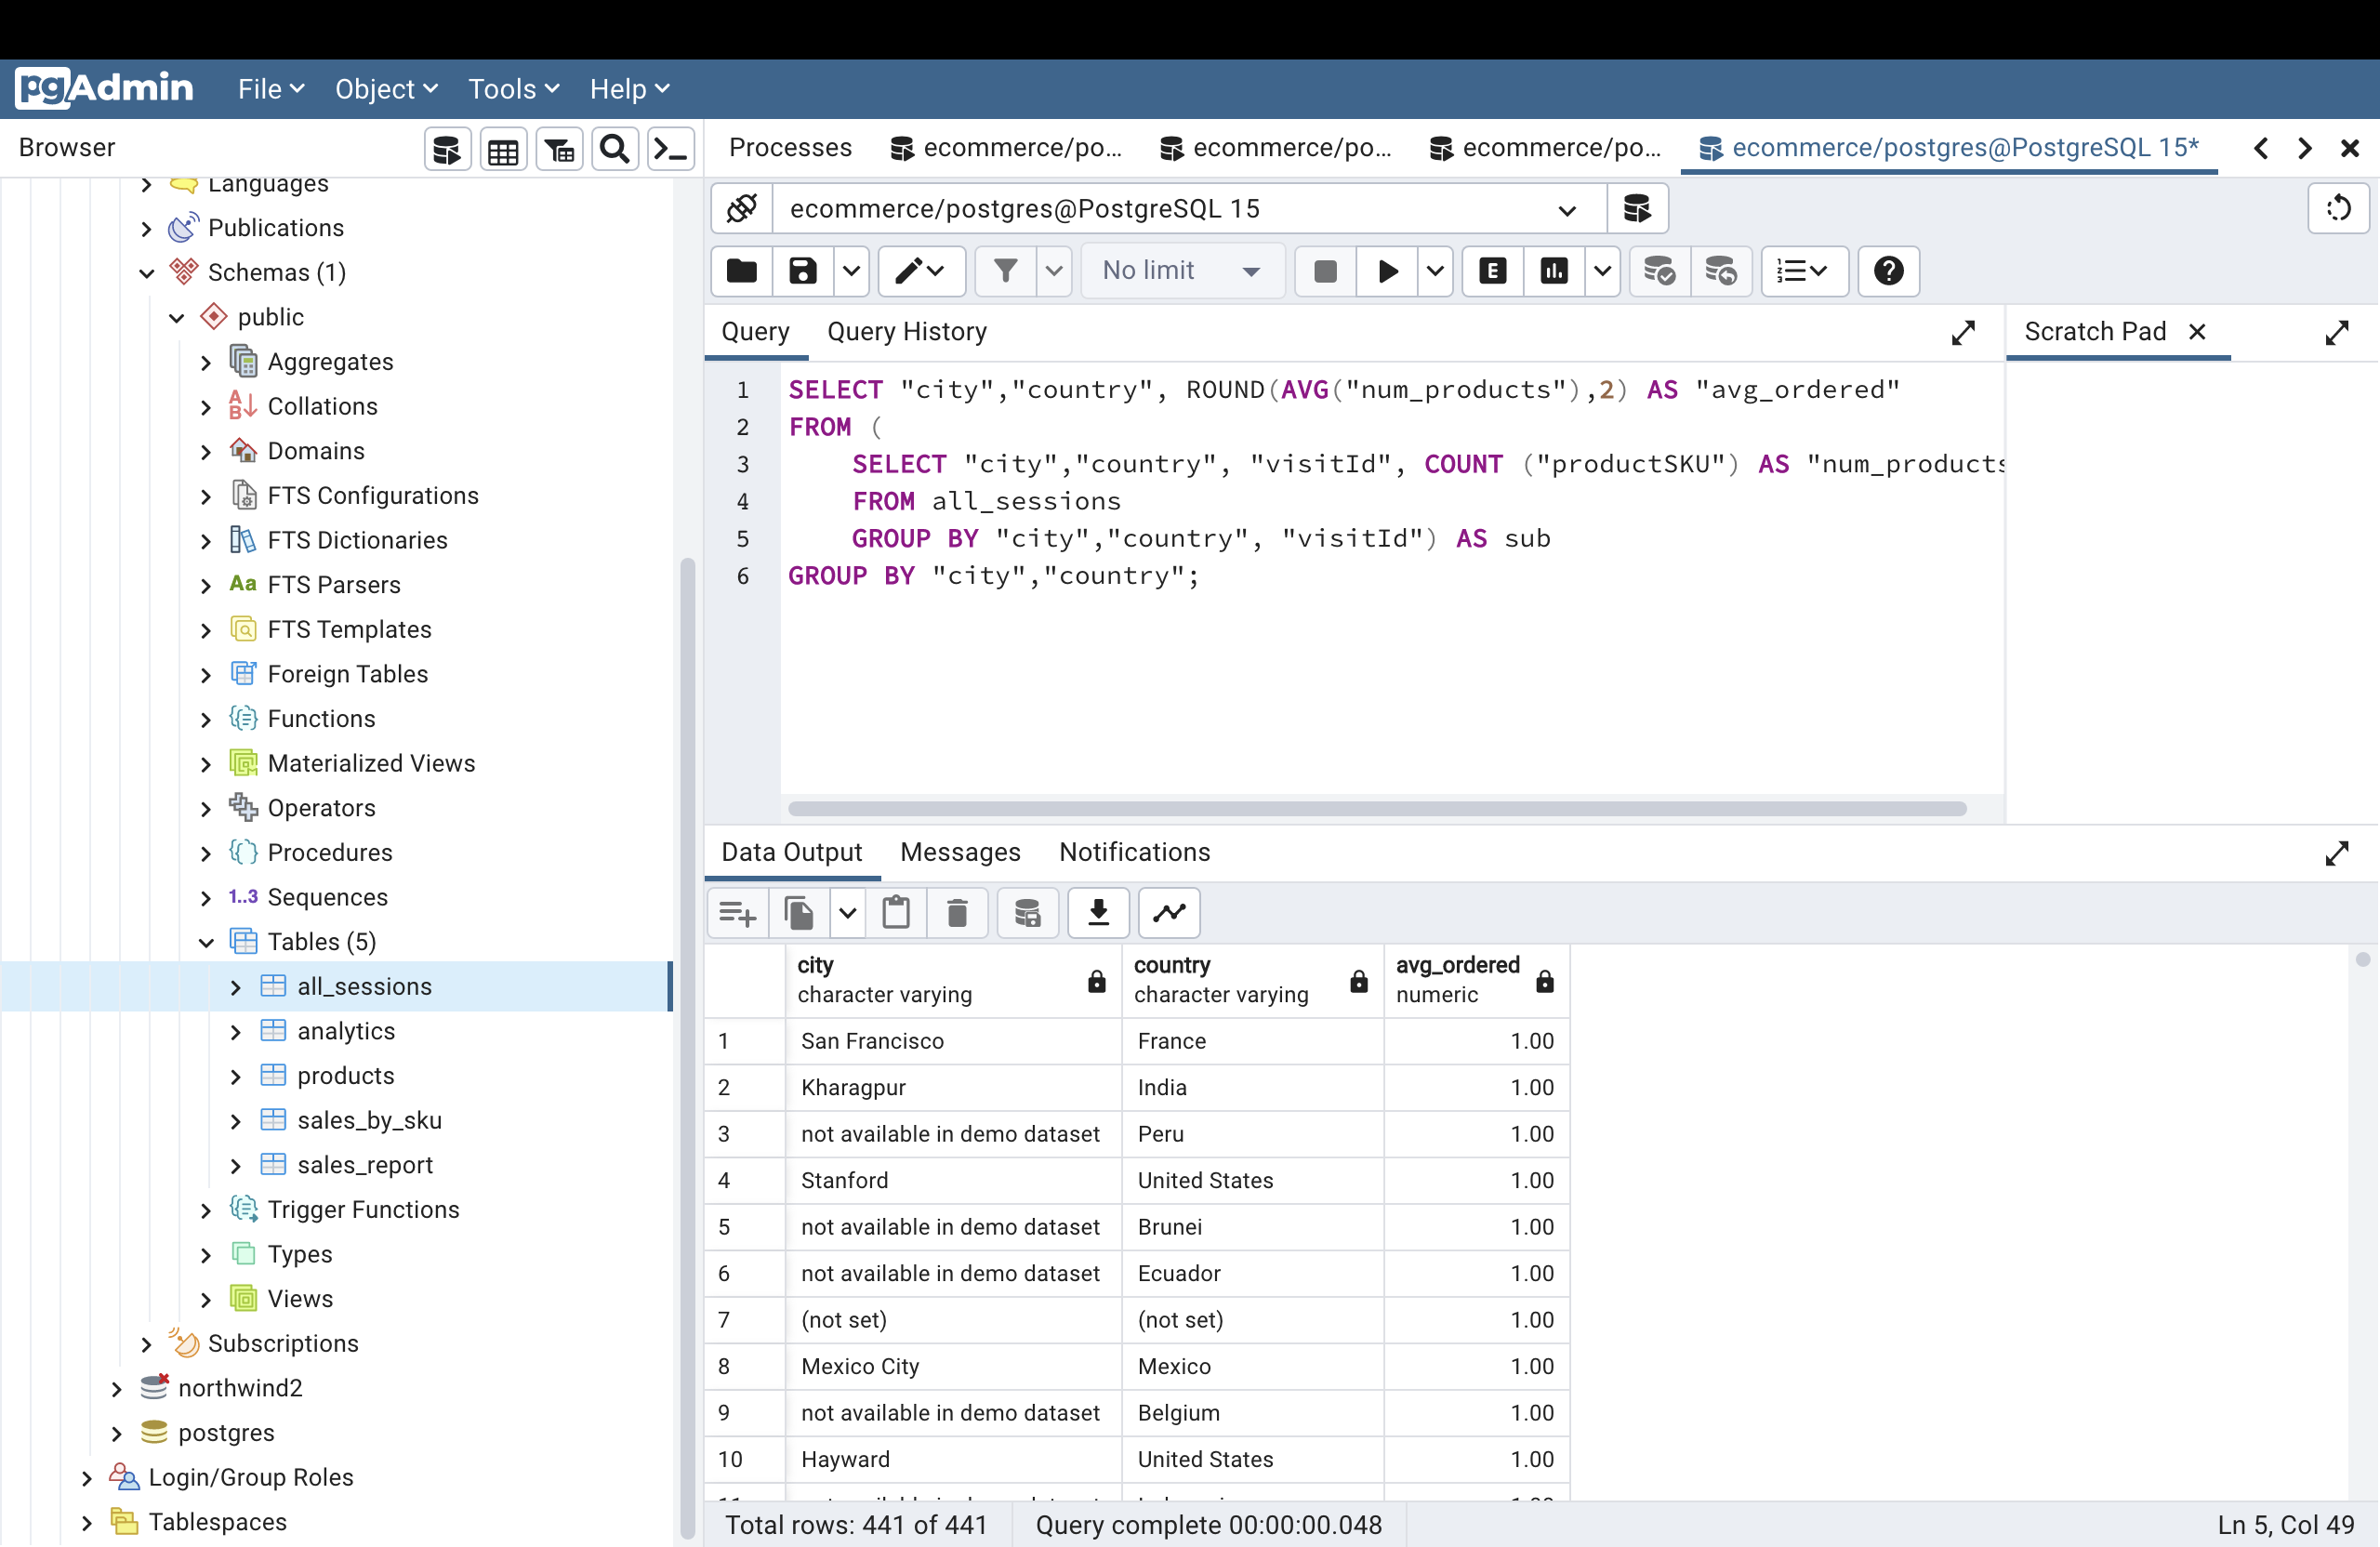 pgAdmin File Object Tools Help
Browser
Languages
Publications
Schemas (1)
public
Aggregates
Collations
Domains
FTS Configurations
FTS Dictionaries
Aa FTS Parsers
FTS Templates
Foreign Tables
Functions
Materialized Views
Operators
Procedures
1..3 Sequences
Tables (5)
all_sessions
analytics
products
sales_by_sku
sales_report
Trigger Functions
Types
Views
Subscriptions
northwind2
postgres
Login/Group Roles
Tablespaces
Processes ecommerce/po... ecommerce/po... ecommerce/po... ecommerce/postgres@PostgreSQL 15*
ecommerce/postgres@PostgreSQL 15
No limit E
Query Query History Scratch Pad
1 SELECT "city","country", ROUND(AVG("num_products"),2) AS "avg_ordered"
2 FROM (
3 SELECT "city","country", "visitId", COUNT ("productSKU") AS "num_products
4 FROM all_sessions
5 GROUP BY "city","country", "visitId") AS sub
6 GROUP BY "city","country";
Data Output Messages Notifications
city country avg_ordered
character varying character varying numeric
1 San Francisco France 1.00
2 Kharagpur India 1.00
3 not available in demo dataset Peru 1.00
4 Stanford United States 1.00
5 not available in demo dataset Brunei 1.00
6 not available in demo dataset Ecuador 1.00
7 (not set) (not set) 1.00
8 Mexico City Mexico 1.00
9 not available in demo dataset Belgium 1.00
10 Hayward United States 1.00
Total rows: 441 of 441 Query complete 00:00:00.048 Ln 5, Col 49